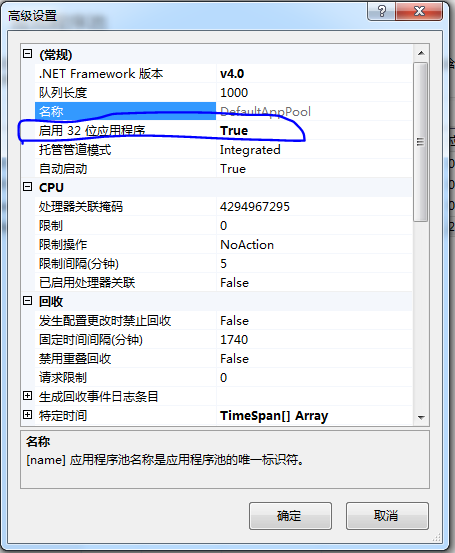 高级设置
(常规)
.NET Framework 版本 v4.0
队列长度 1000
名称 DefaultAppPool
启用 32 位应用程序 True
托管管道模式 Integrated
自动启动 True
CPU
处理器关联掩码 4294967295
限制 0
限制操作 NoAction
限制间隔(分钟) 5
已启用处理器关联 False
回收
发生配置更改时禁止回收 False
固定时间间隔(分钟) 1740
禁用重叠回收 False
请求限制 0
生成回收事件日志条目
特定时间 TimeSpan[] Array
名称
[name] 应用程序池名称是应用程序池的唯一标识符。
确定 取消